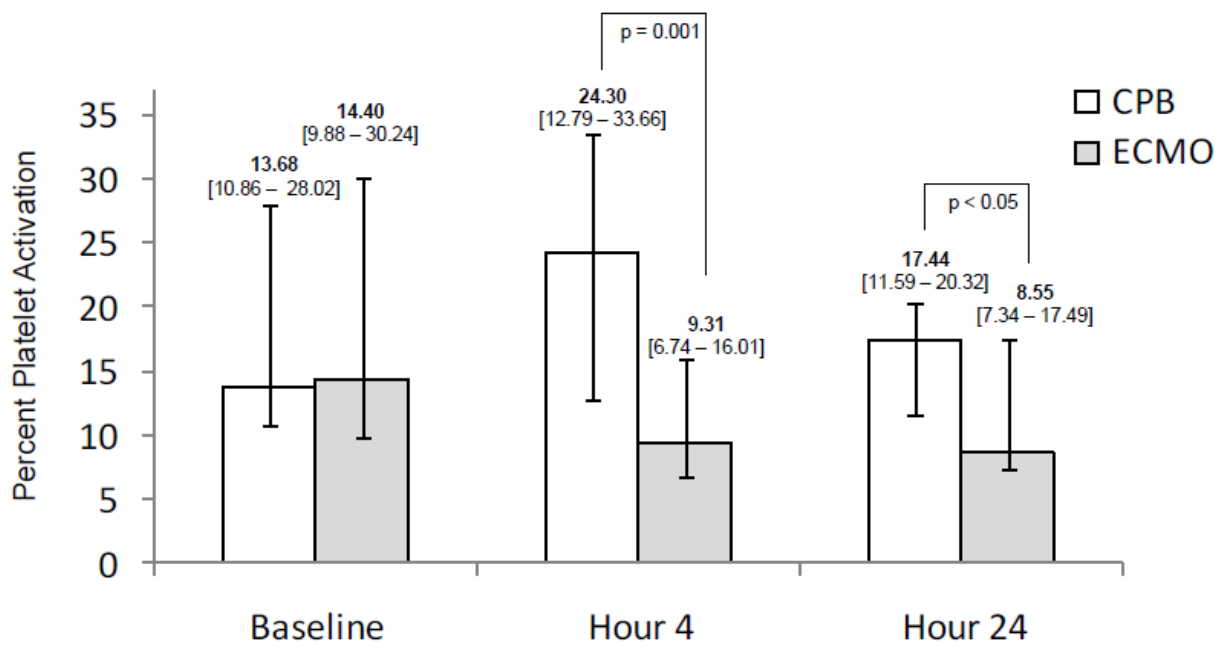 Percent Platelet Activation
35
30
25
20
15
10
5
0
13.68
[10.86 – 28.02]
14.40
[9.88 – 30.24]
p = 0.001
24.30
[12.79 – 33.66]
9.31
[6.74 – 16.01]
p < 0.05
17.44
[11.59 – 20.32]
8.55
[7.34 – 17.49]
CPB
ECMO
Baseline
Hour 4
Hour 24